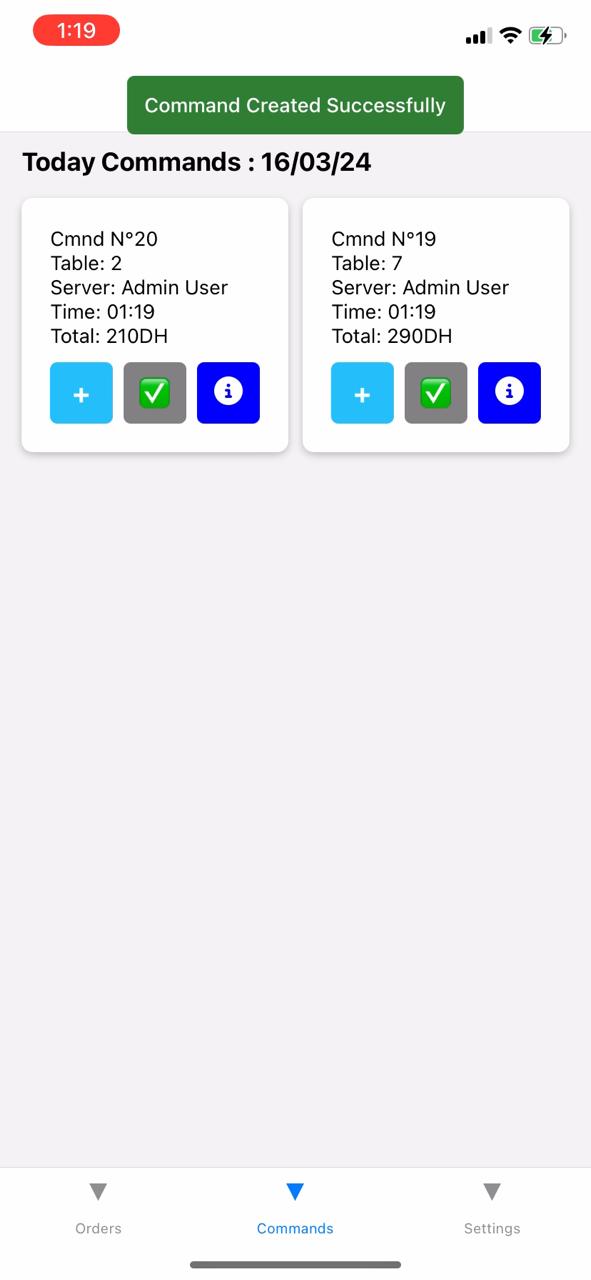 1:19
Command Created Successfully
Today Commands : 16/03/24
Cmnd N°20
Table: 2
Server: Admin User
Time: 01:19
Total: 210DH
+
Cmnd N°19
Table: 7
Server: Admin User
Time: 01:19
Total: 290DH
+
Orders
Commands
Settings